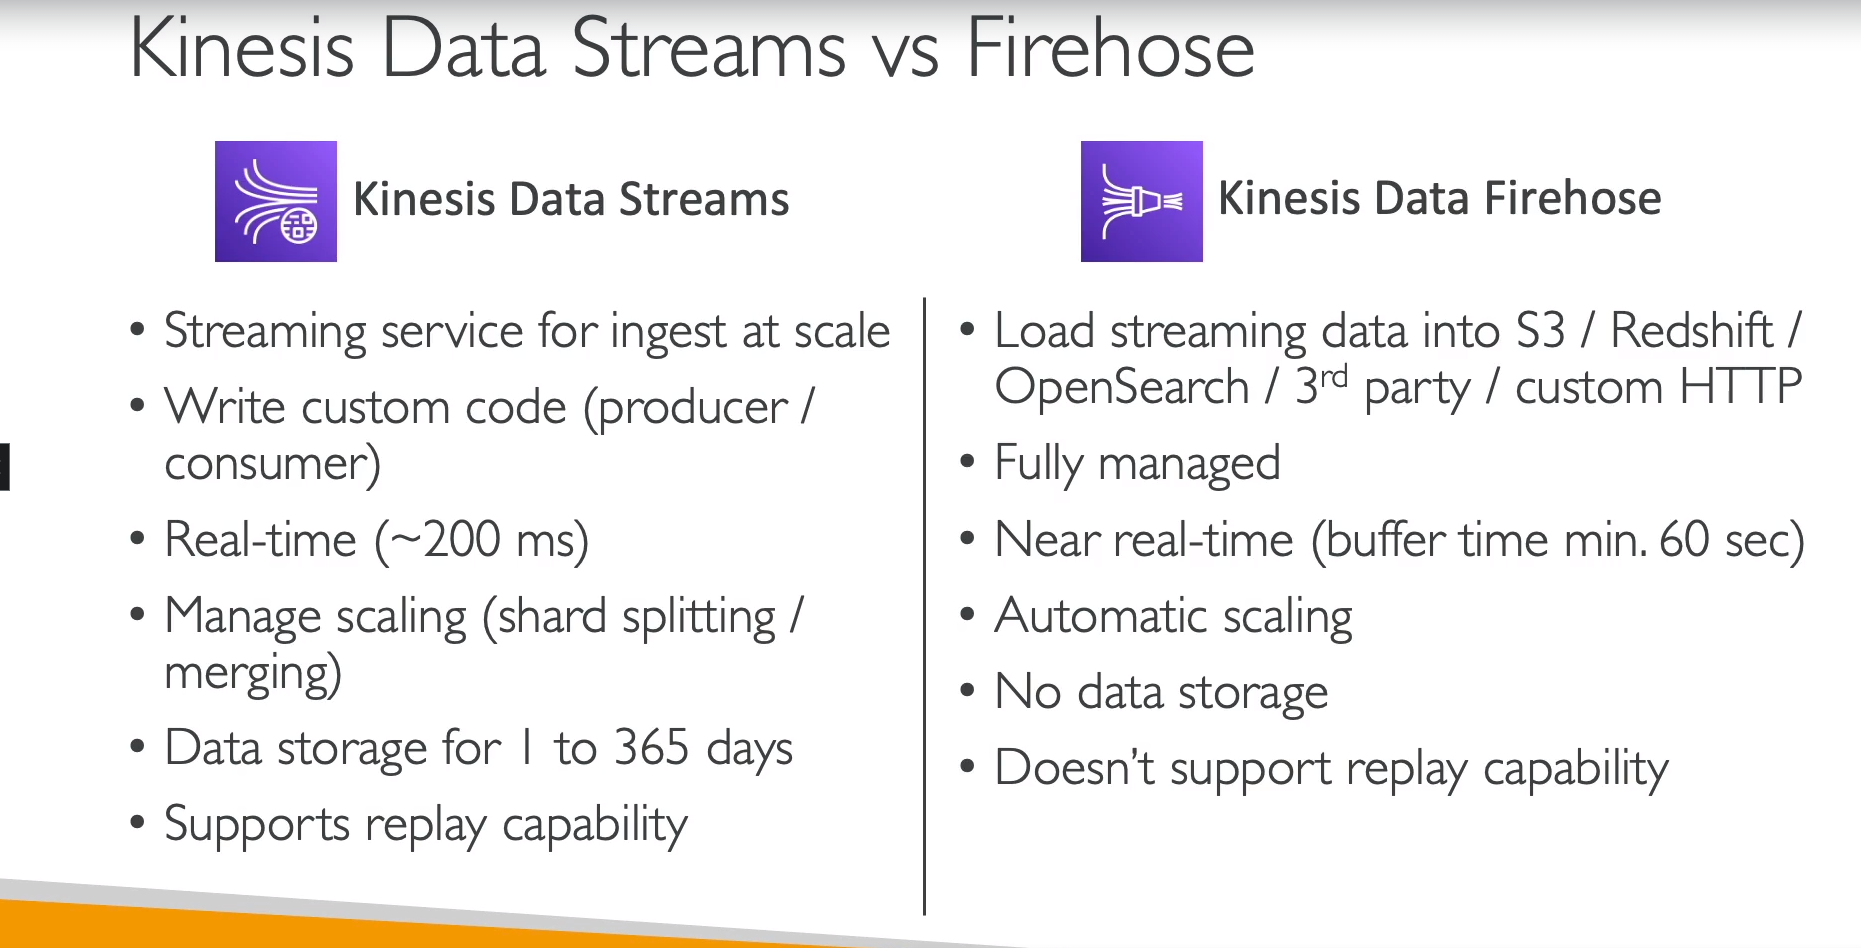 Kinesis Data Streams vs Firehose
Kinesis Data Streams
• Streaming service for ingest at scale
• Write custom code (producer /
consumer)
• Real-time (~200 ms)
• Manage scaling (shard splitting /
merging)
• Data storage for 1 to 365 days
• Supports replay capability
Kinesis Data Firehose
• Load streaming data into S3 / Redshift /
OpenSearch / 3rd party / custom HTTP
• Fully managed
• Near real-time (buffer time min. 60 sec)
• Automatic scaling
• No data storage
• Doesn’t support replay capability